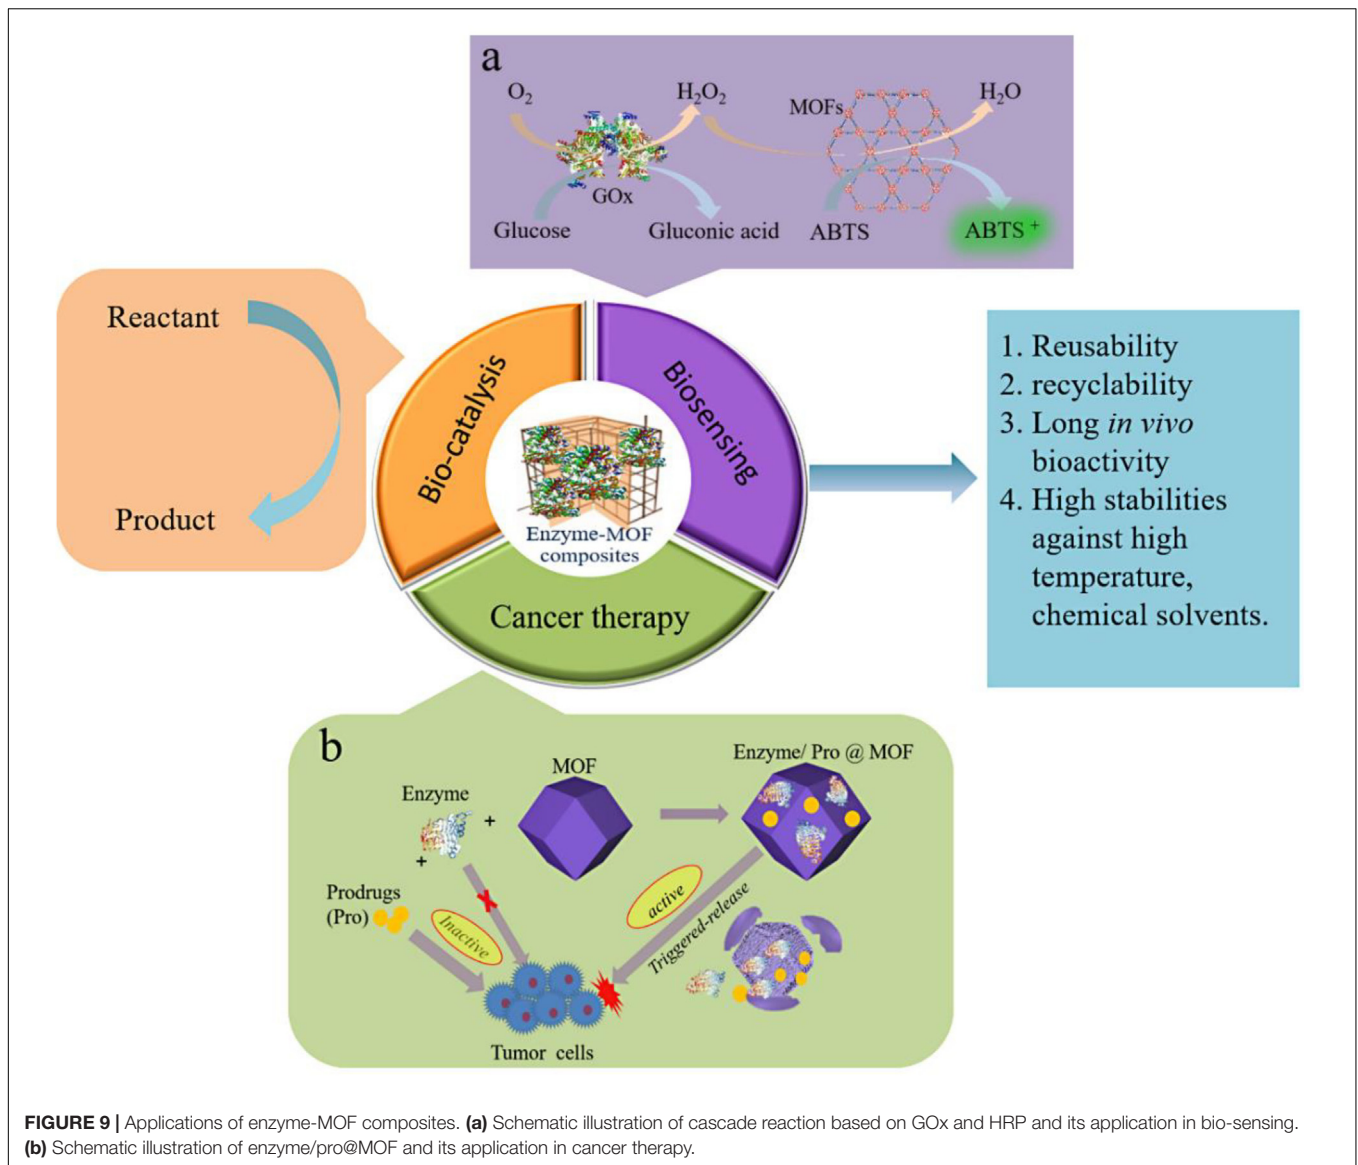 a
O₂
H₂O₂
MOFs
H₂O
GOx
Glucose
Gluconic acid
ABTS
ABTS ⁺
Reactant
Product
Bio-catalysis
Biosensing
Cancer therapy
Enzyme-MOF
composites
1. Reusability
2. recyclability
3. Long in vivo
bioactivity
4. High stabilities
against high
temperature,
chemical solvents.
b
MOF
Enzyme/ Pro @ MOF
Enzyme
+
+
Prodrugs
(Pro)
Inactive
active
Triggered-release
Tumor cells
FIGURE 9 | Applications of enzyme-MOF composites. (a) Schematic illustration of cascade reaction based on GOx and HRP and its application in bio-sensing.
(b) Schematic illustration of enzyme/pro@MOF and its application in cancer therapy.